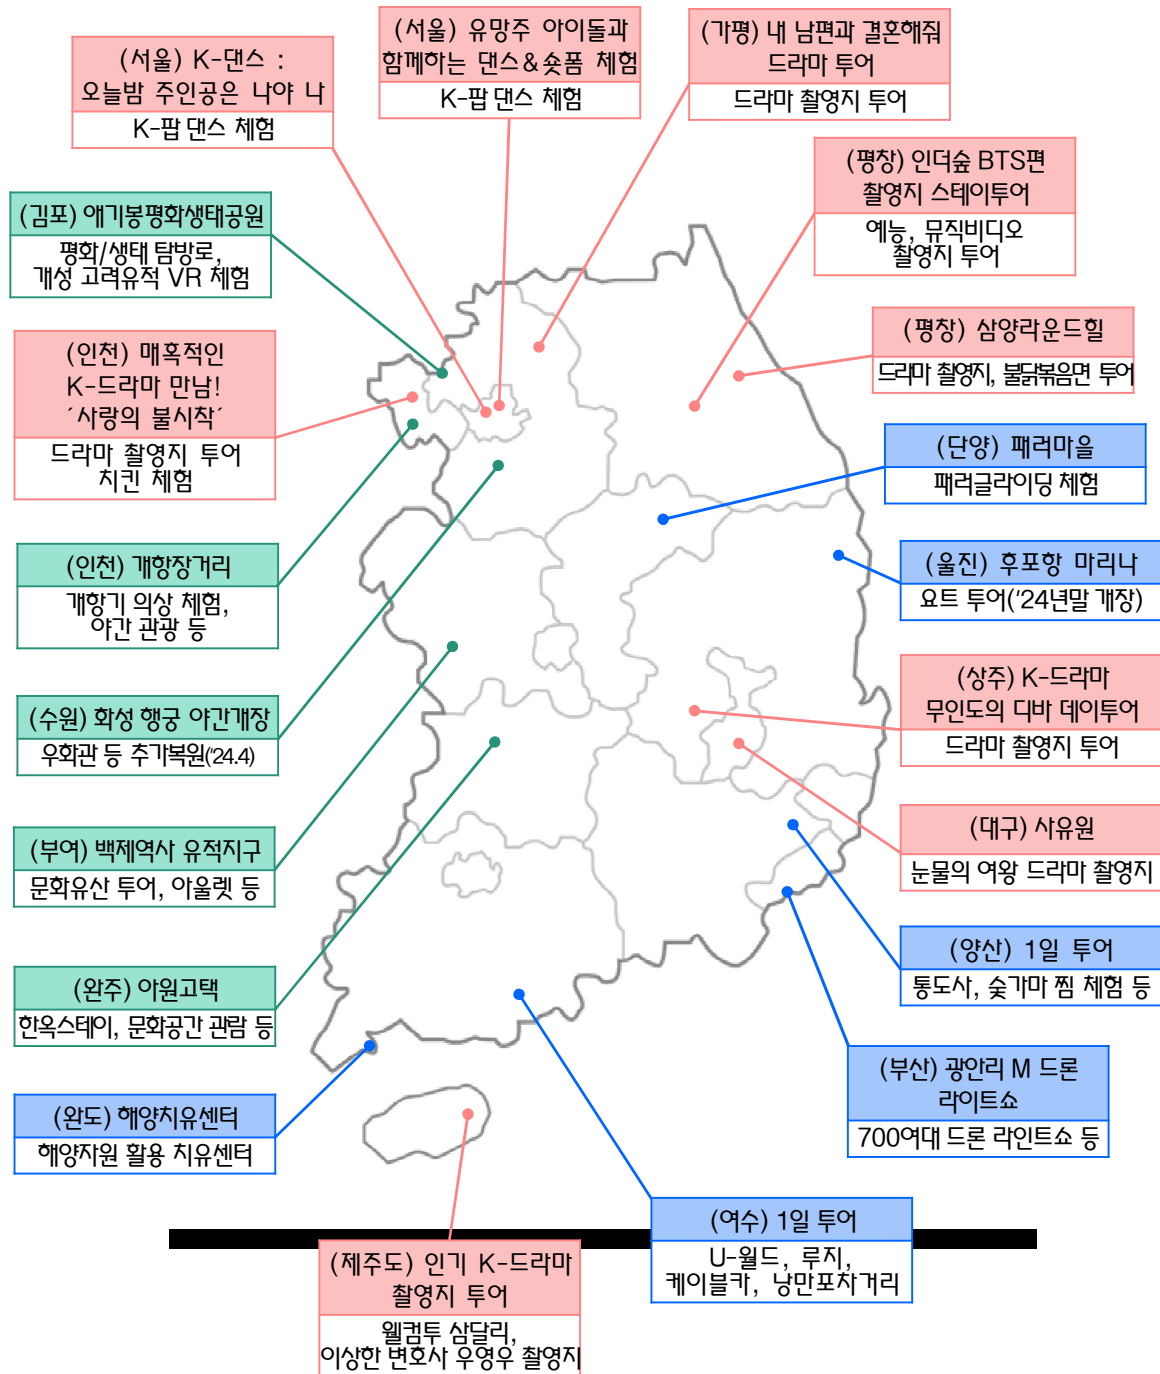 (서울) K-댄스 :
오늘밤 주인공은 나야 나
K-팝 댄스 체험
(서울) 유망주 아이돌과
함께하는 댄스&숏폼 체험
K-팝 댄스 체험
(가평) 내 남편과 결혼해줘
드라마 투어
드라마 촬영지 투어
(평창) 인더숲 BTS편
촬영지 스테이투어
예능, 뮤직비디오
촬영지 투어
(김포) 애기봉평화생태공원
평화/생태 탐방로,
개성 고려유적 VR 체험
(평창) 삼양라운드힐
드라마 촬영지, 불닭볶음면 투어
(인천) 매혹적인
K-드라마 만남!
´사랑의 불시착´
드라마 촬영지 투어
치킨 체험
(단양) 패러마을
패러글라이딩 체험
(인천) 개항장거리
개항기 의상 체험,
야간 관광 등
(울진) 후포항 마리나
요트 투어('24년말 개장)
(상주) K-드라마
무인도의 디바 데이투어
드라마 촬영지 투어
(수원) 화성 행궁 야간개장
우화관 등 추가복원('24.4)
(대구) 사유원
눈물의 여왕 드라마 촬영지
(부여) 백제역사 유적지구
문화유산 투어, 아울렛 등
(양산) 1일 투어
통도사, 숯가마 찜 체험 등
(완주) 아원고택
한옥스테이, 문화공간 관람 등
(부산) 광안리 M 드론
라이트쇼
700여대 드론 라인트쇼 등
(완도) 해양치유센터
해양자원 활용 치유센터
(여수) 1일 투어
U-월드, 루지,
케이블카, 낭만포차거리
(제주도) 인기 K-드라마
촬영지 투어
웰컴투 삼달리,
이상한 변호사 우영우 촬영지